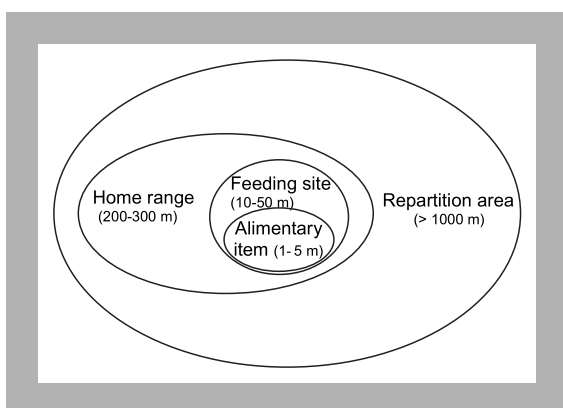 Feeding site
(10-50 m)
Home range
(200-300 m)
Repartition area
(> 1000 m)
Alimentary
item (1-5 m)